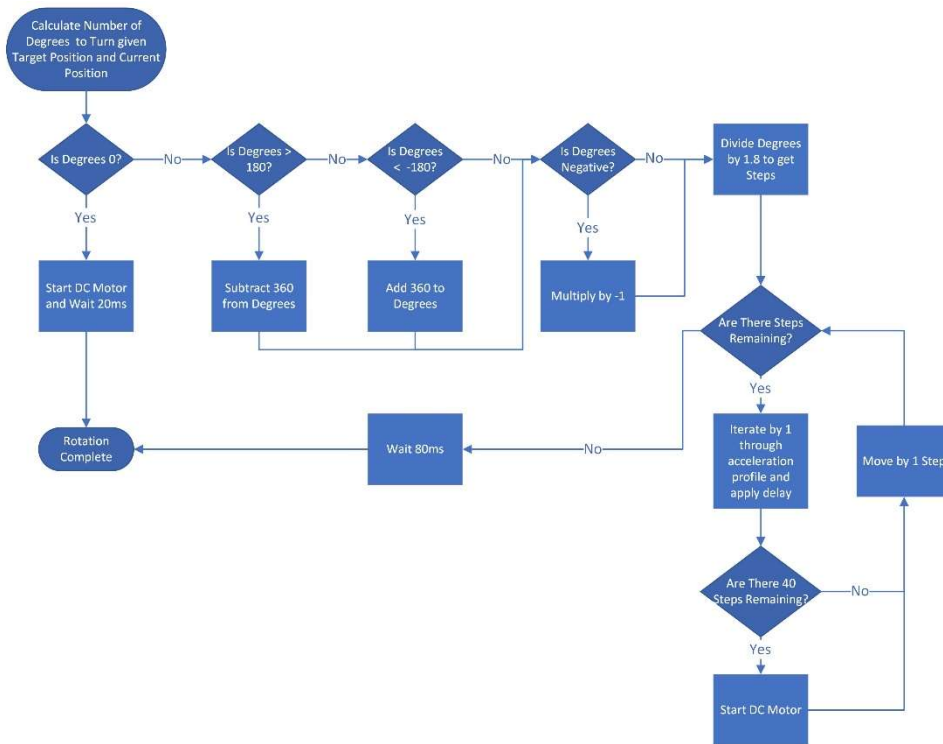 Calculate Number of
Degrees to Turn given
Target Position and Current
Position
Is Degrees 0?
No
Is Degrees >
180?
No
Is Degrees
< -180?
No
Is Degrees
Negative?
No
Divide Degrees
by 1.8 to get
Steps
Yes
Yes
Yes
Yes
Start DC Motor
and Wait 20ms
Subtract 360
from Degrees
Add 360 to
Degrees
Multiply by -1
Are There Steps
Remaining?
Yes
Rotation
Complete
Wait 80ms
No
Iterate by 1
through
acceleration
profile and
apply delay
Move by 1 Step
Are There 40
Steps Remaining?
No
Yes
Start DC Motor